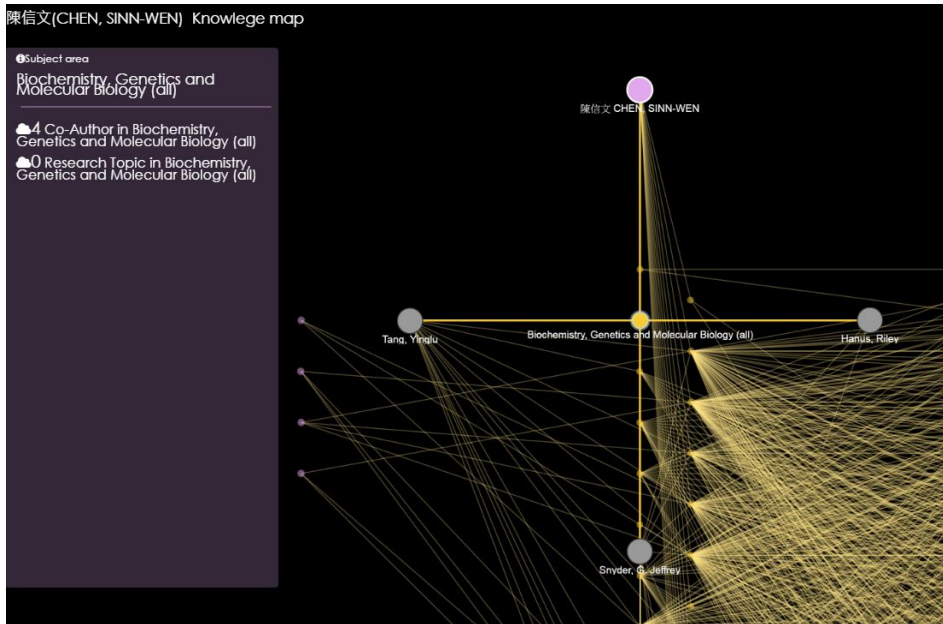 陳信文(CHEN, SINN-WEN) Knowlege map
Subject area
Biochemistry, Genetics and
Molecular Biology (all)
4 Co-Author in Biochemistry,
Genetics and Molecular Biology (all)
0 Research Topic in Biochemistry,
Genetics and Molecular Biology (all)
陳信文 CHEN, SINN-WEN
Tang, Yinglu
Biochemistry, Genetics and Molecular Biology (all)
Hanus, Riley
Snyder, G. Jeffrey